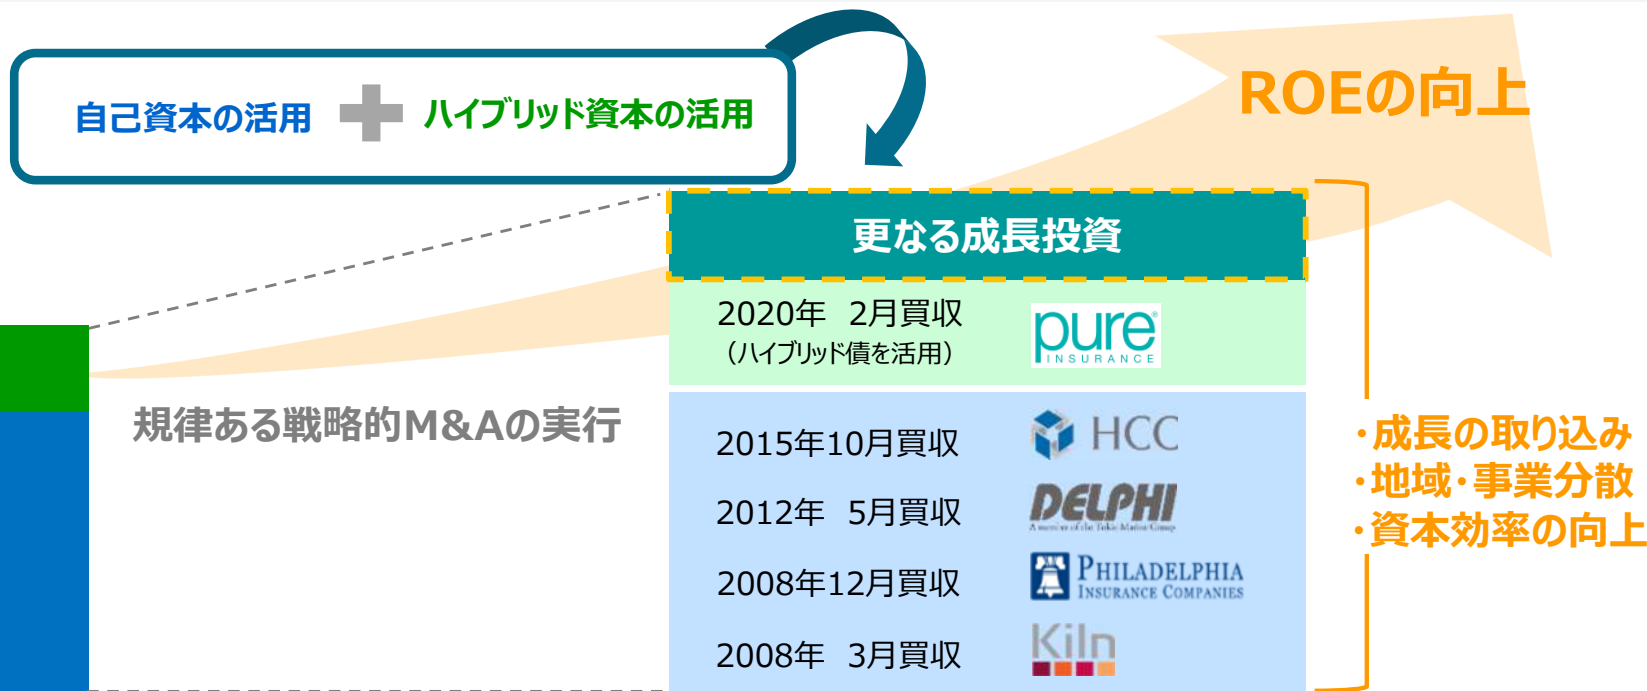 ROEの向上
自己資本の活用
ハイブリッド資本の活用
更なる成長投資
2020年 2月買収
(ハイブリッド債を活用)
pure
INSURANCE
規律ある戦略的M&Aの実行
2015年10月買収
HCC
2012年 5月買収
DELPHI
A member of the Tokio Marine Group
2008年12月買収
PHILADELPHIA
INSURANCE COMPANIES
2008年 3月買収
Kiln
・成長の取り込み
・地域・事業分散
・資本効率の向上